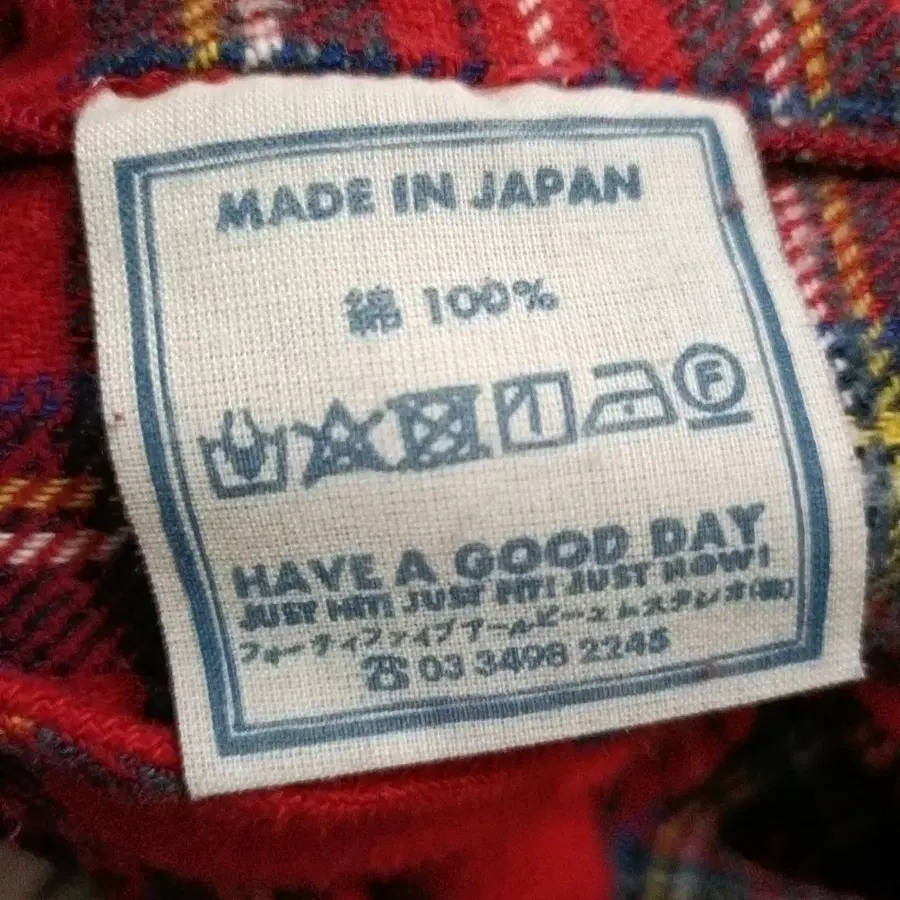 MADE IN JAPAN
綿 100%
F
HAVE A GOOD DAY
JUST HIT! JUST FIT! JUST NOW!
フォーティファイブアールピーエムスタジオ(株)
☎ 03 3498 2245